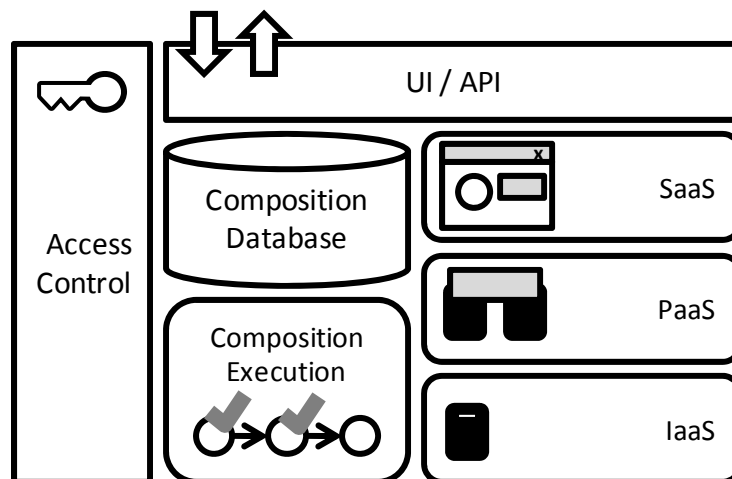 UI / API
Access
Control
Composition
Database
Composition
Execution
x
SaaS
PaaS
IaaS